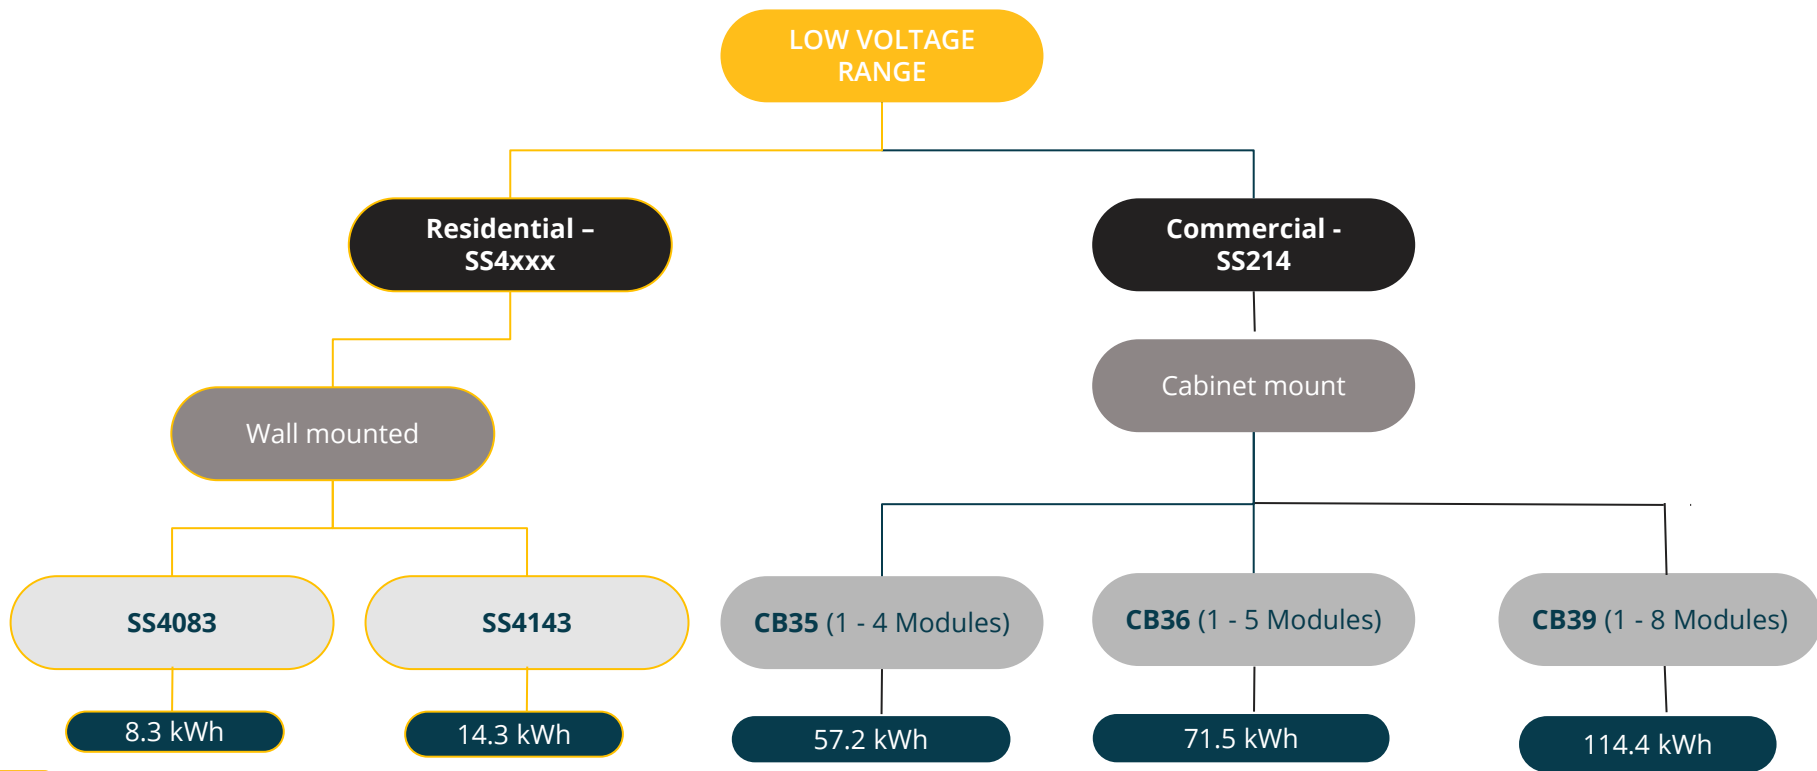 LOW VOLTAGE
RANGE
Residential –
SS4xxx
Commercial -
SS214
Wall mounted
Cabinet mount
SS4083
SS4143
CB35 (1 - 4 Modules)
CB36 (1 - 5 Modules)
CB39 (1 - 8 Modules)
8.3 kWh
14.3 kWh
57.2 kWh
71.5 kWh
114.4 kWh